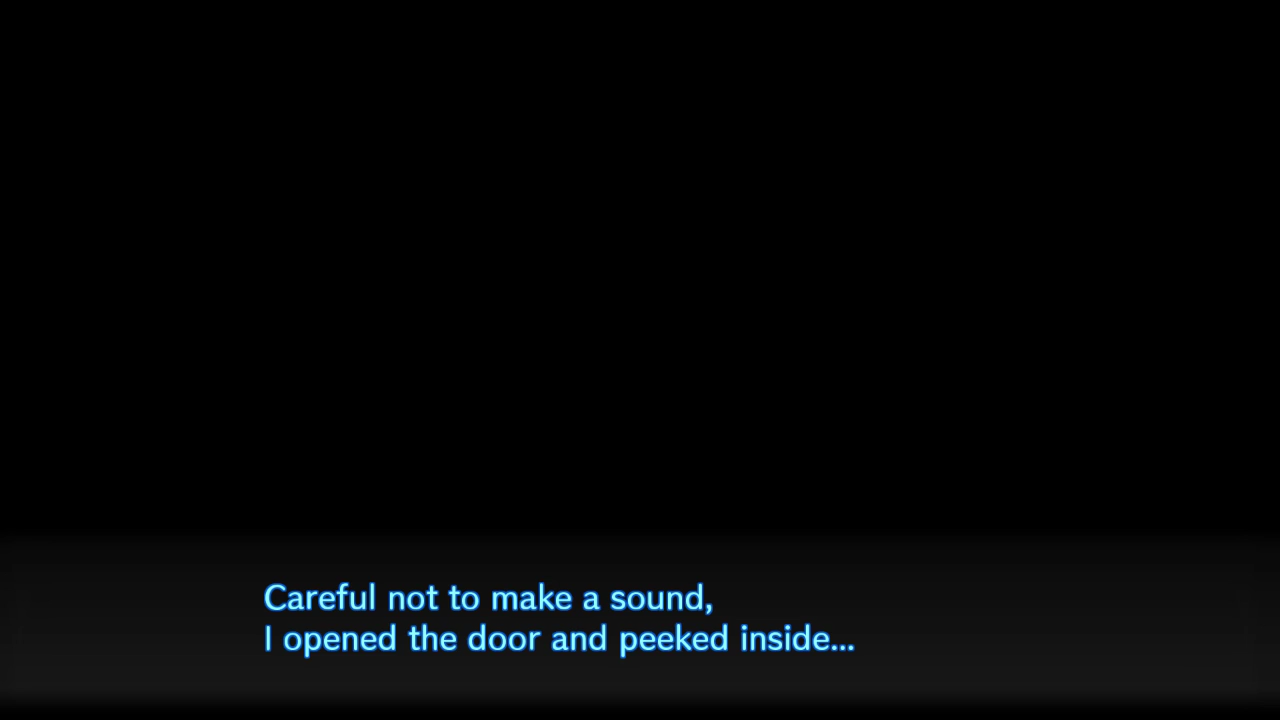 Careful not to make a sound,
I opened the door and peeked inside...